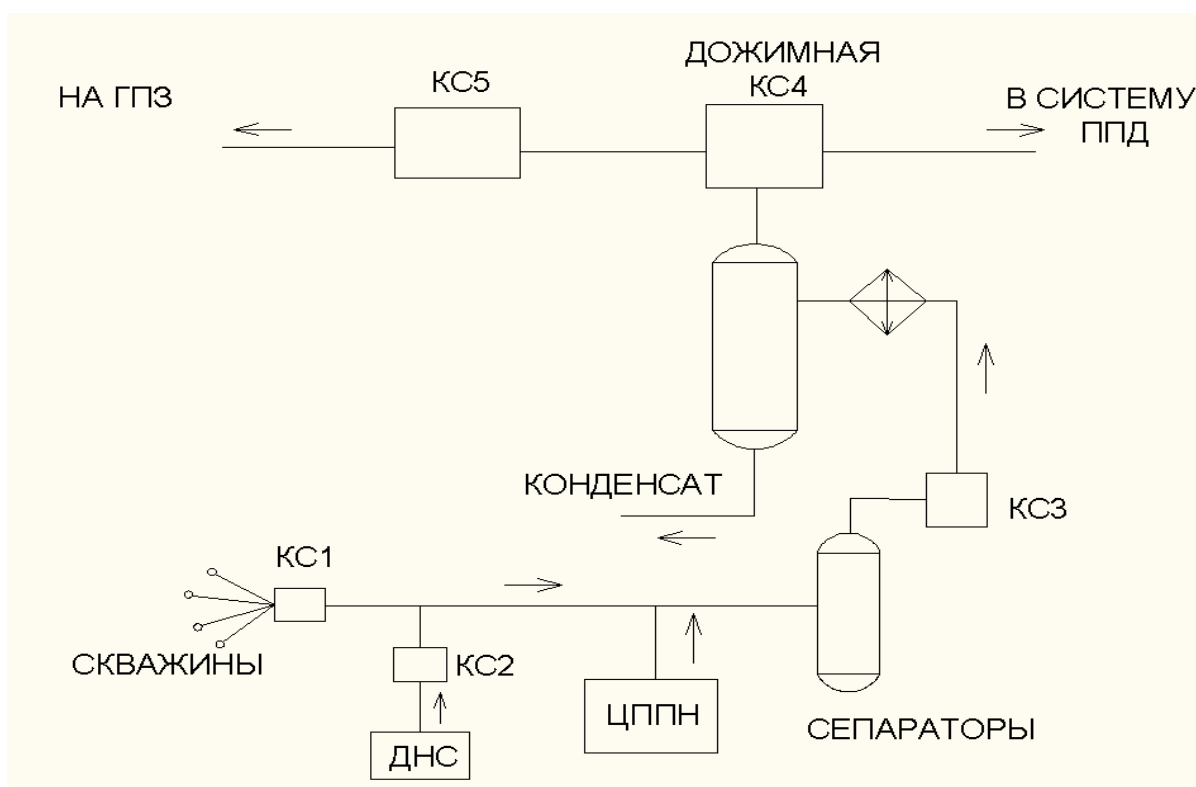 ДОЖИМНАЯ
КС4
КС5
НА ГПЗ
В СИСТЕМУ
ППД
КОНДЕНСАТ
КС3
КС1
СКВАЖИНЫ
КС2
ЦППН
ДНС
СЕПАРАТОРЫ